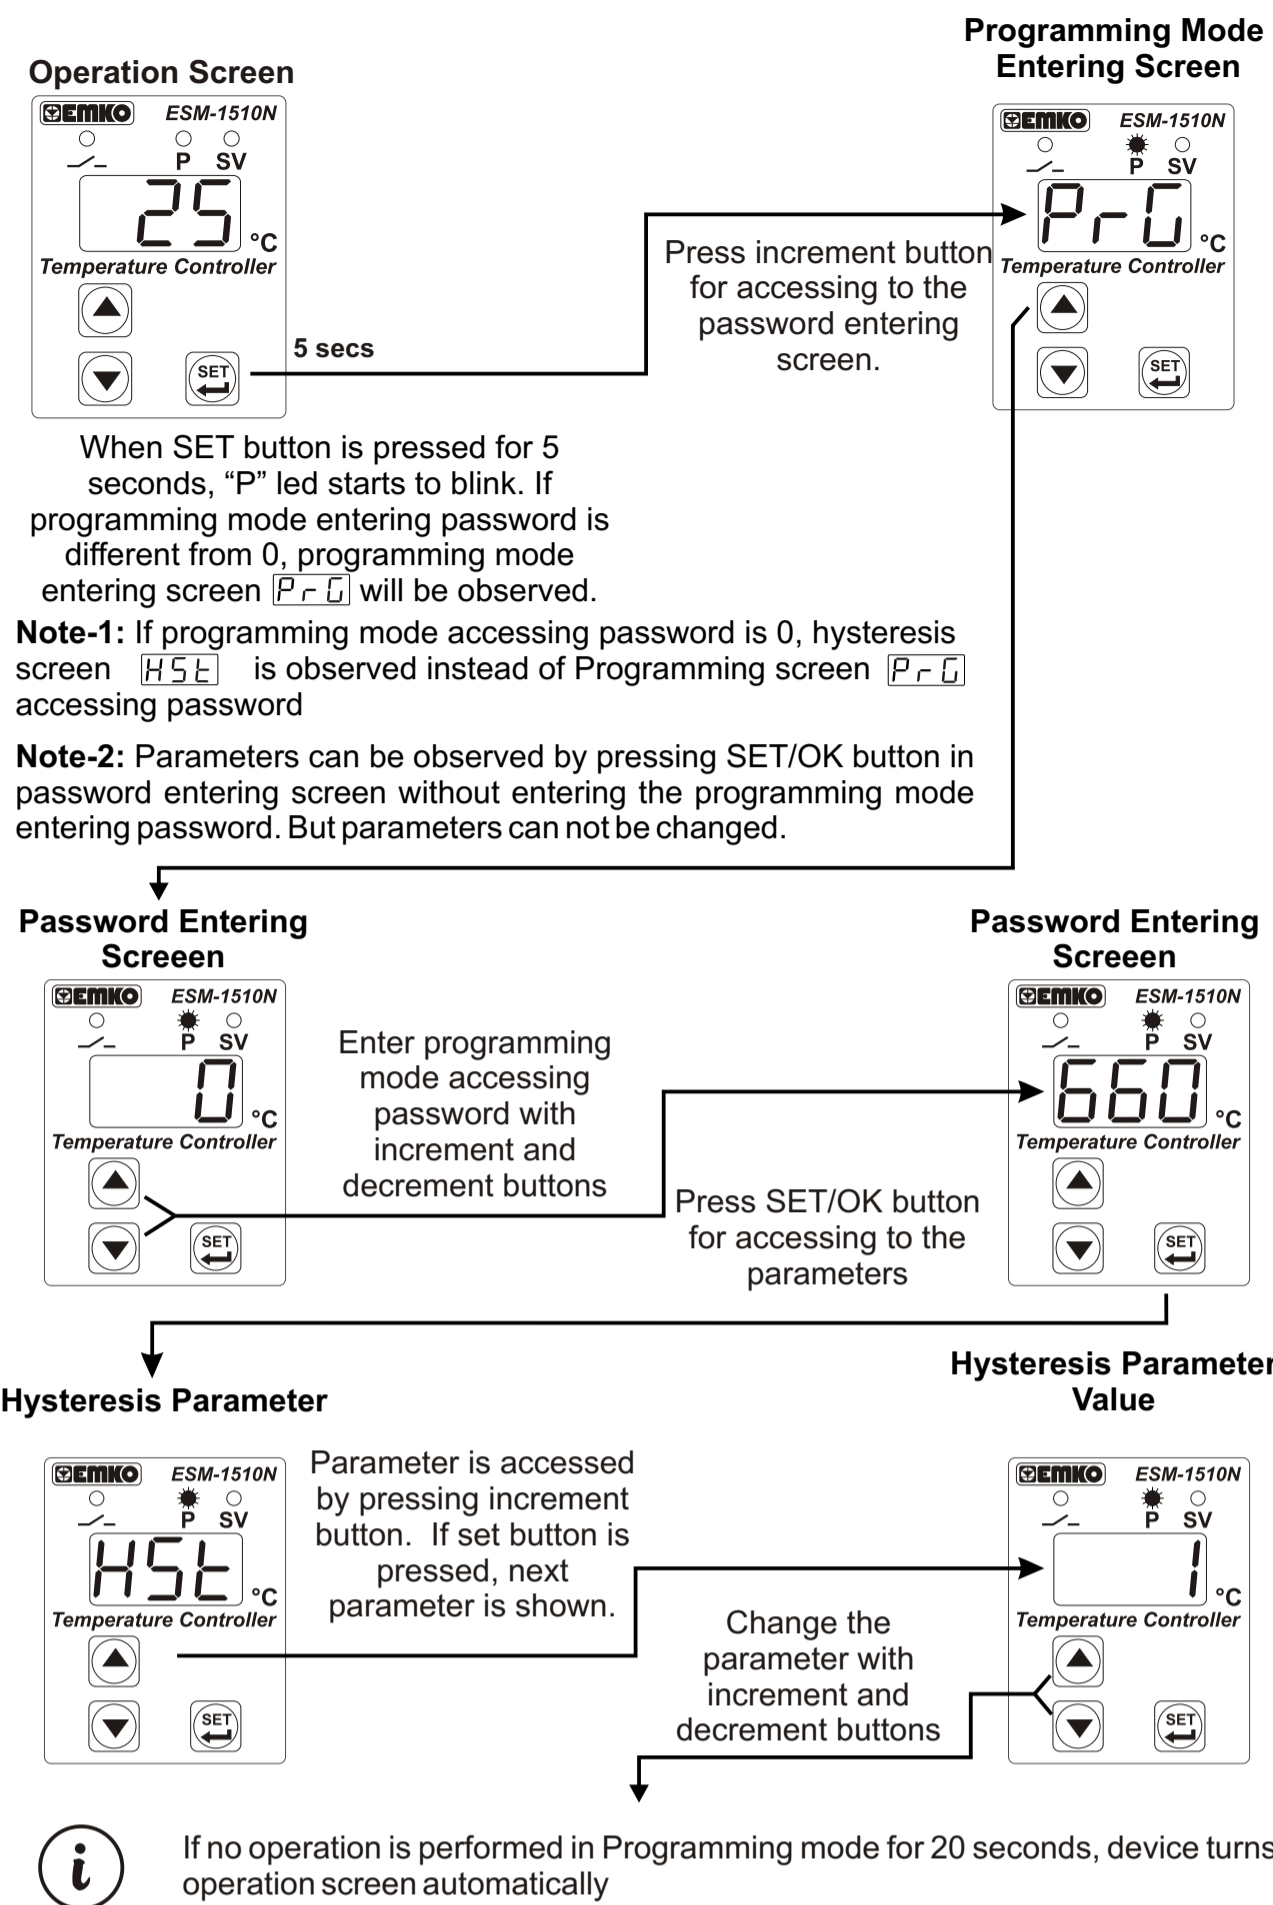 Programming Mode
Entering Screen
Operation Screen
EMKO ESM-1510N
P SV
25
°C
Temperature Controller
SET
5 secs
Press increment button
for accessing to the
password entering
screen.
EMKO ESM-1510N
P SV
PrG
°C
Temperature Controller
SET
When SET button is pressed for 5
seconds, “P” led starts to blink. If
programming mode entering password is
different from 0, programming mode
entering screen PrG will be observed.
Note-1: If programming mode accessing password is 0, hysteresis
screen HSt is observed instead of Programming screen PrG
accessing password
Note-2: Parameters can be observed by pressing SET/OK button in
password entering screen without entering the programming mode
entering password. But parameters can not be changed.
Password Entering
Screeen
EMKO ESM-1510N
P SV
0
°C
Temperature Controller
SET
Enter programming
mode accessing
password with
increment and
decrement buttons
Press SET/OK button
for accessing to the
parameters
Password Entering
Screeen
EMKO ESM-1510N
P SV
660
°C
Temperature Controller
SET
Hysteresis Parameter
EMKO ESM-1510N
P SV
HSt
°C
Temperature Controller
SET
Parameter is accessed
by pressing increment
button. If set button is
pressed, next
parameter is shown.
Change the
parameter with
increment and
decrement buttons
Hysteresis Parameter
Value
EMKO ESM-1510N
P SV
1
°C
Temperature Controller
SET
i
If no operation is performed in Programming mode for 20 seconds, device turns
operation screen automatically